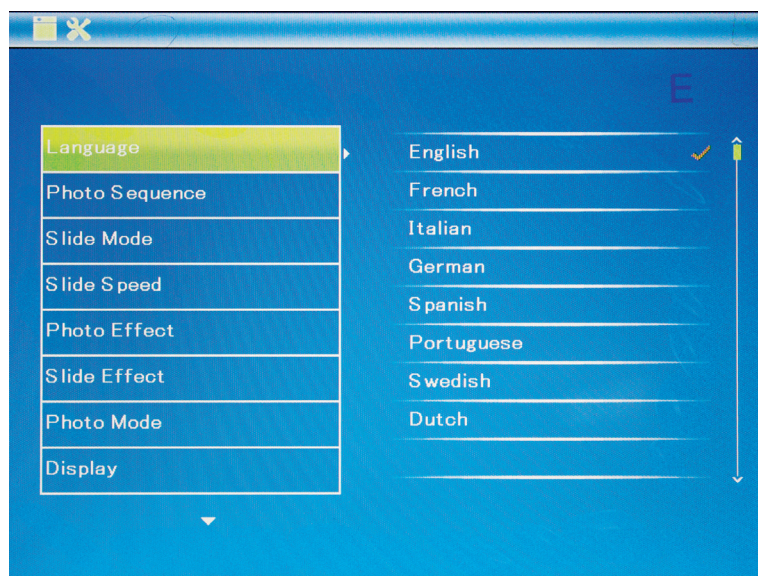 E
Language
Photo Sequence
Slide Mode
Slide Speed
Photo Effect
Slide Effect
Photo Mode
Display
English
French
Italian
German
Spanish
Portuguese
Swedish
Dutch